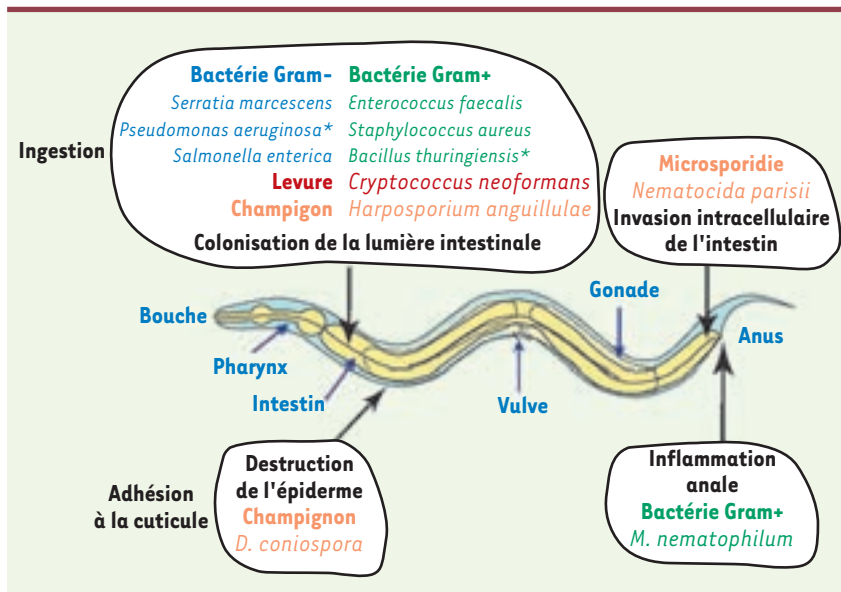 Ingestion
Bactérie Gram- Bactérie Gram+
Serratia marcescens Enterococcus faecalis
Pseudomonas aeruginosa* Staphylococcus aureus
Salmonella enterica Bacillus thuringiensis*
Levure Cryptococcus neoformans
Champigon Harposporium anguillulae
Colonisation de la lumière intestinale
Microsporidie
Nematocida parisii
Invasion intracellulaire
de l'intestin
Bouche
Pharynx
Intestin
Vulve
Gonade
Anus
Adhésion
à la cuticule
Destruction
de l'épiderme
Champignon
D. coniospora
Inflammation
anale
Bactérie Gram+
M. nematophilum